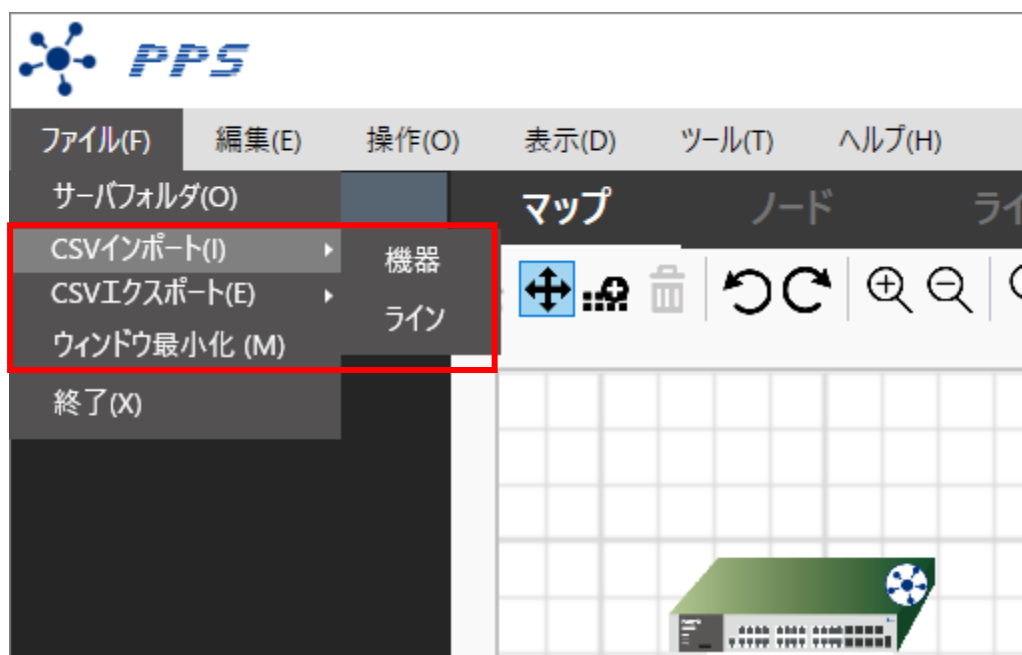 PPS
ファイル(F) 編集(E) 操作(O) 表示(D) ツール(T) ヘルプ(H)
サーバフォルダ(O)
マップ ノード ライ
CSVインポート(I)
機器
CSVエクスポート(E)
ライン
ウィンドウ最小化 (M)
終了(X)